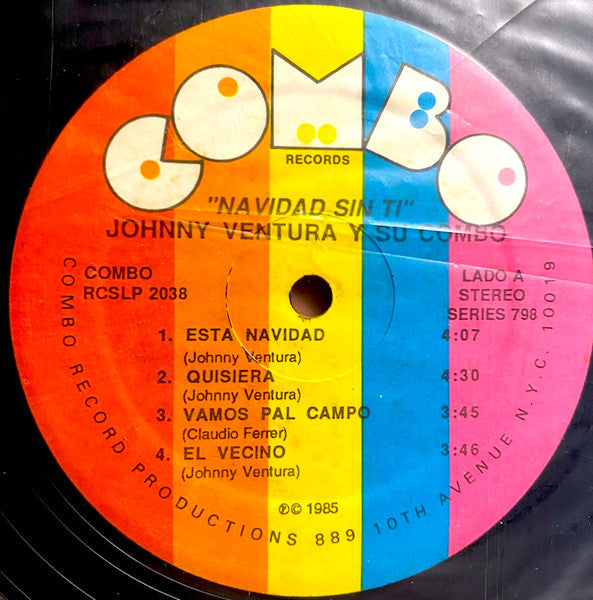 COMBO
RECORDS
"NAVIDAD SIN TI"
JOHNNY VENTURA Y SU COMBO
COMBO
RCSLP 2038
LADO A
STEREO
SERIES 798
1. ESTA NAVIDAD 4:07
(Johnny Ventura)
2. QUISIERA 4:30
(Johnny Ventura)
3. VAMOS PAL CAMPO 3:45
(Claudio Ferrer)
4. EL VECINO 3:46
(Johnny Ventura)
℗© 1985
COMBO RECORD PRODUCTIONS 889 10TH AVENUE N.Y.C. 10019